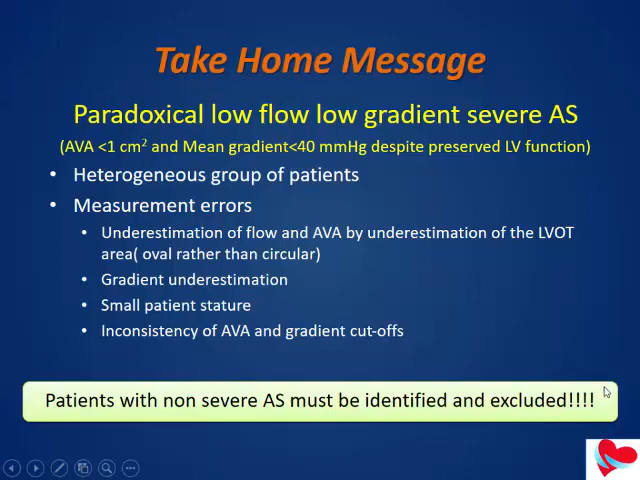 Take Home Message
Paradoxical low flow low gradient severe AS
(AVA <1 cm² and Mean gradient<40 mmHg despite preserved LV function)
• Heterogeneous group of patients
• Measurement errors
• Underestimation of flow and AVA by underestimation of the LVOT
area( oval rather than circular)
• Gradient underestimation
• Small patient stature
• Inconsistency of AVA and gradient cut-offs
Patients with non severe AS must be identified and excluded!!!!